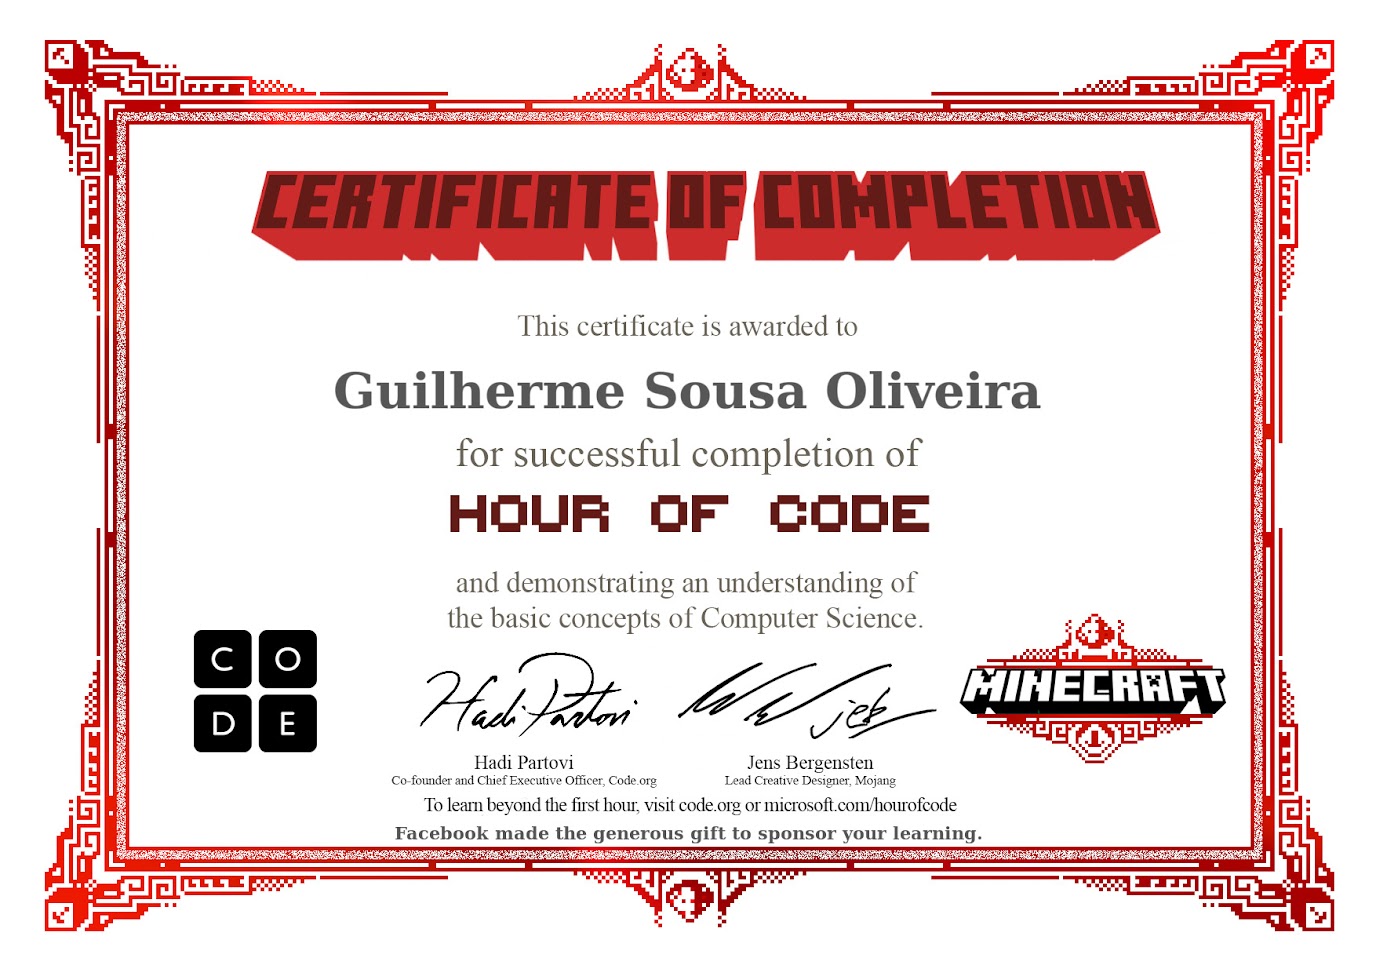 CERTIFICATE OF COMPLETION
This certificate is awarded to
Guilherme Sousa Oliveira
for successful completion of
HOUR OF CODE
and demonstrating an understanding of
the basic concepts of Computer Science.
C O
D E
Hadi Partovi
jeb
MINECRAFT
Hadi Partovi
Co-founder and Chief Executive Officer, Code.org
Jens Bergensten
Lead Creative Designer, Mojang
To learn beyond the first hour, visit code.org or microsoft.com/hourofcode
Facebook made the generous gift to sponsor your learning.